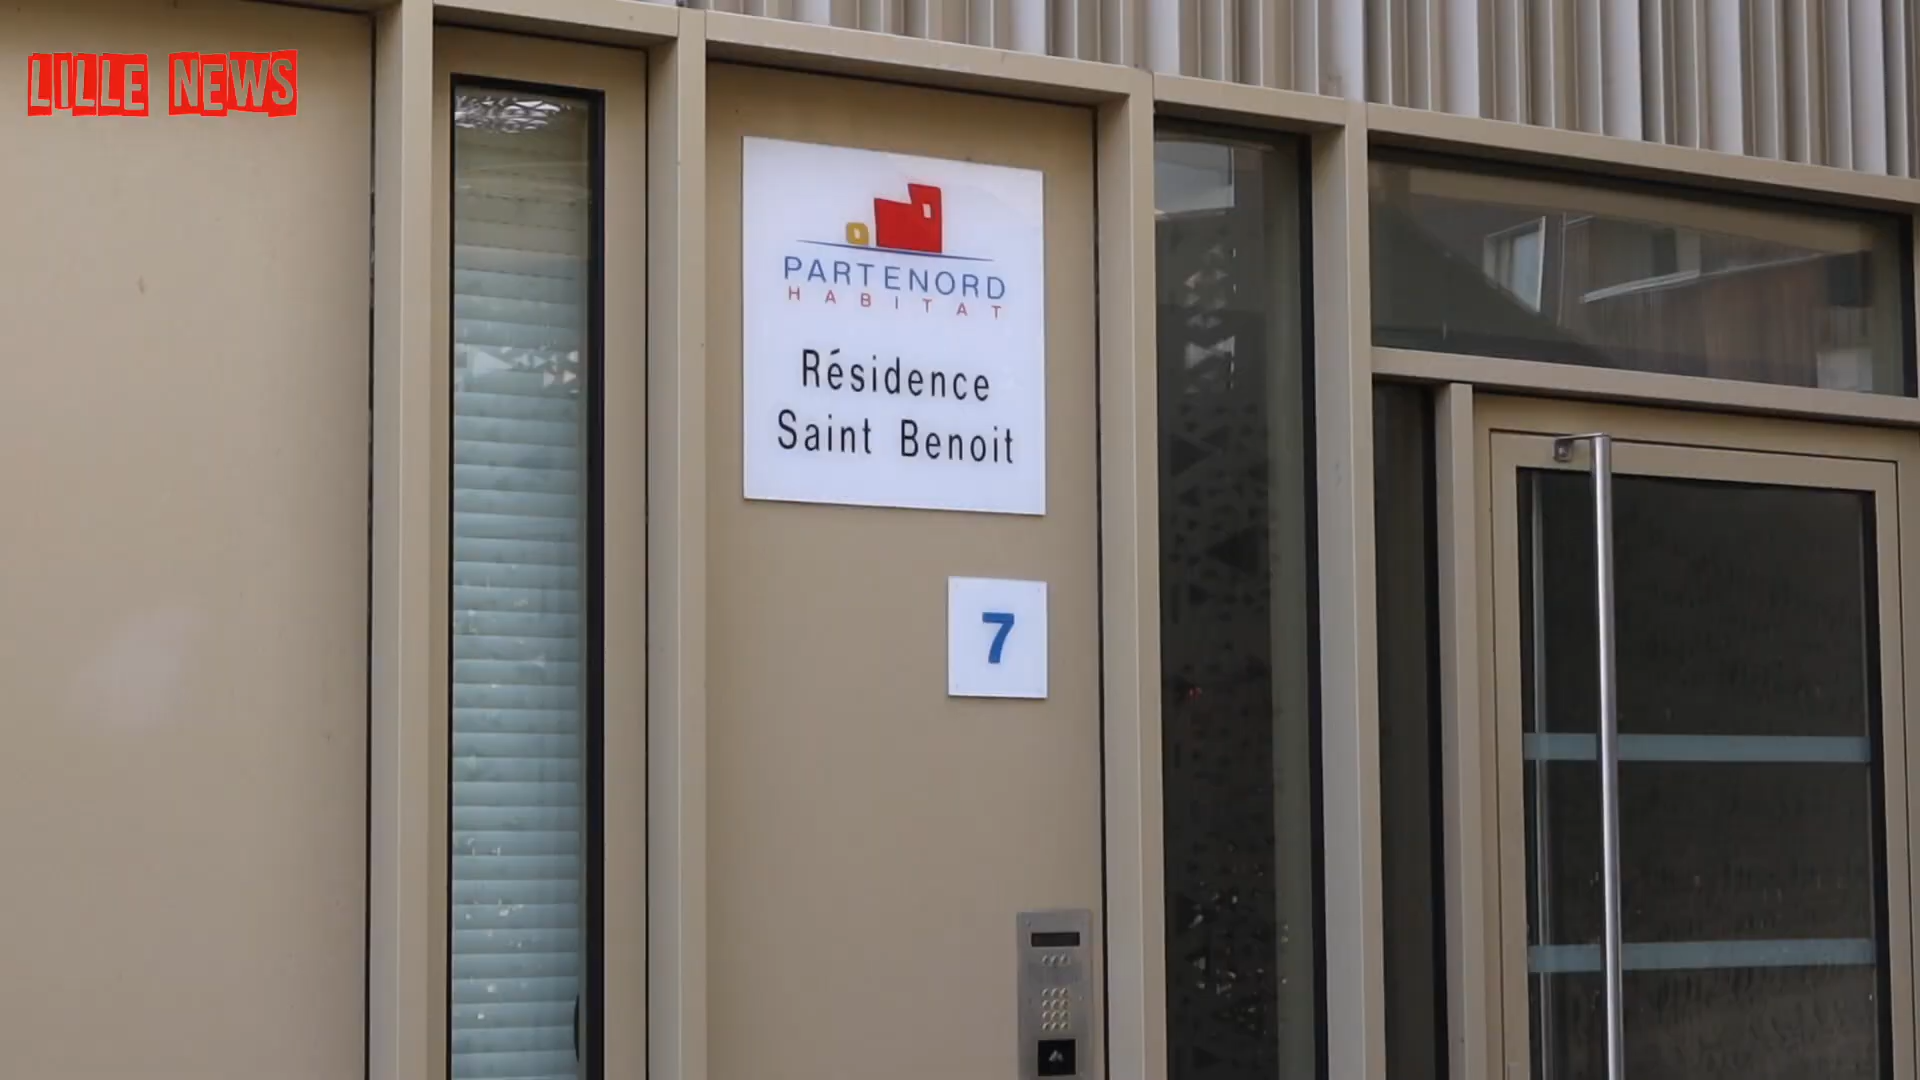 LILLE NEWS
PARTENORD
HABITAT
Résidence
Saint Benoit
7